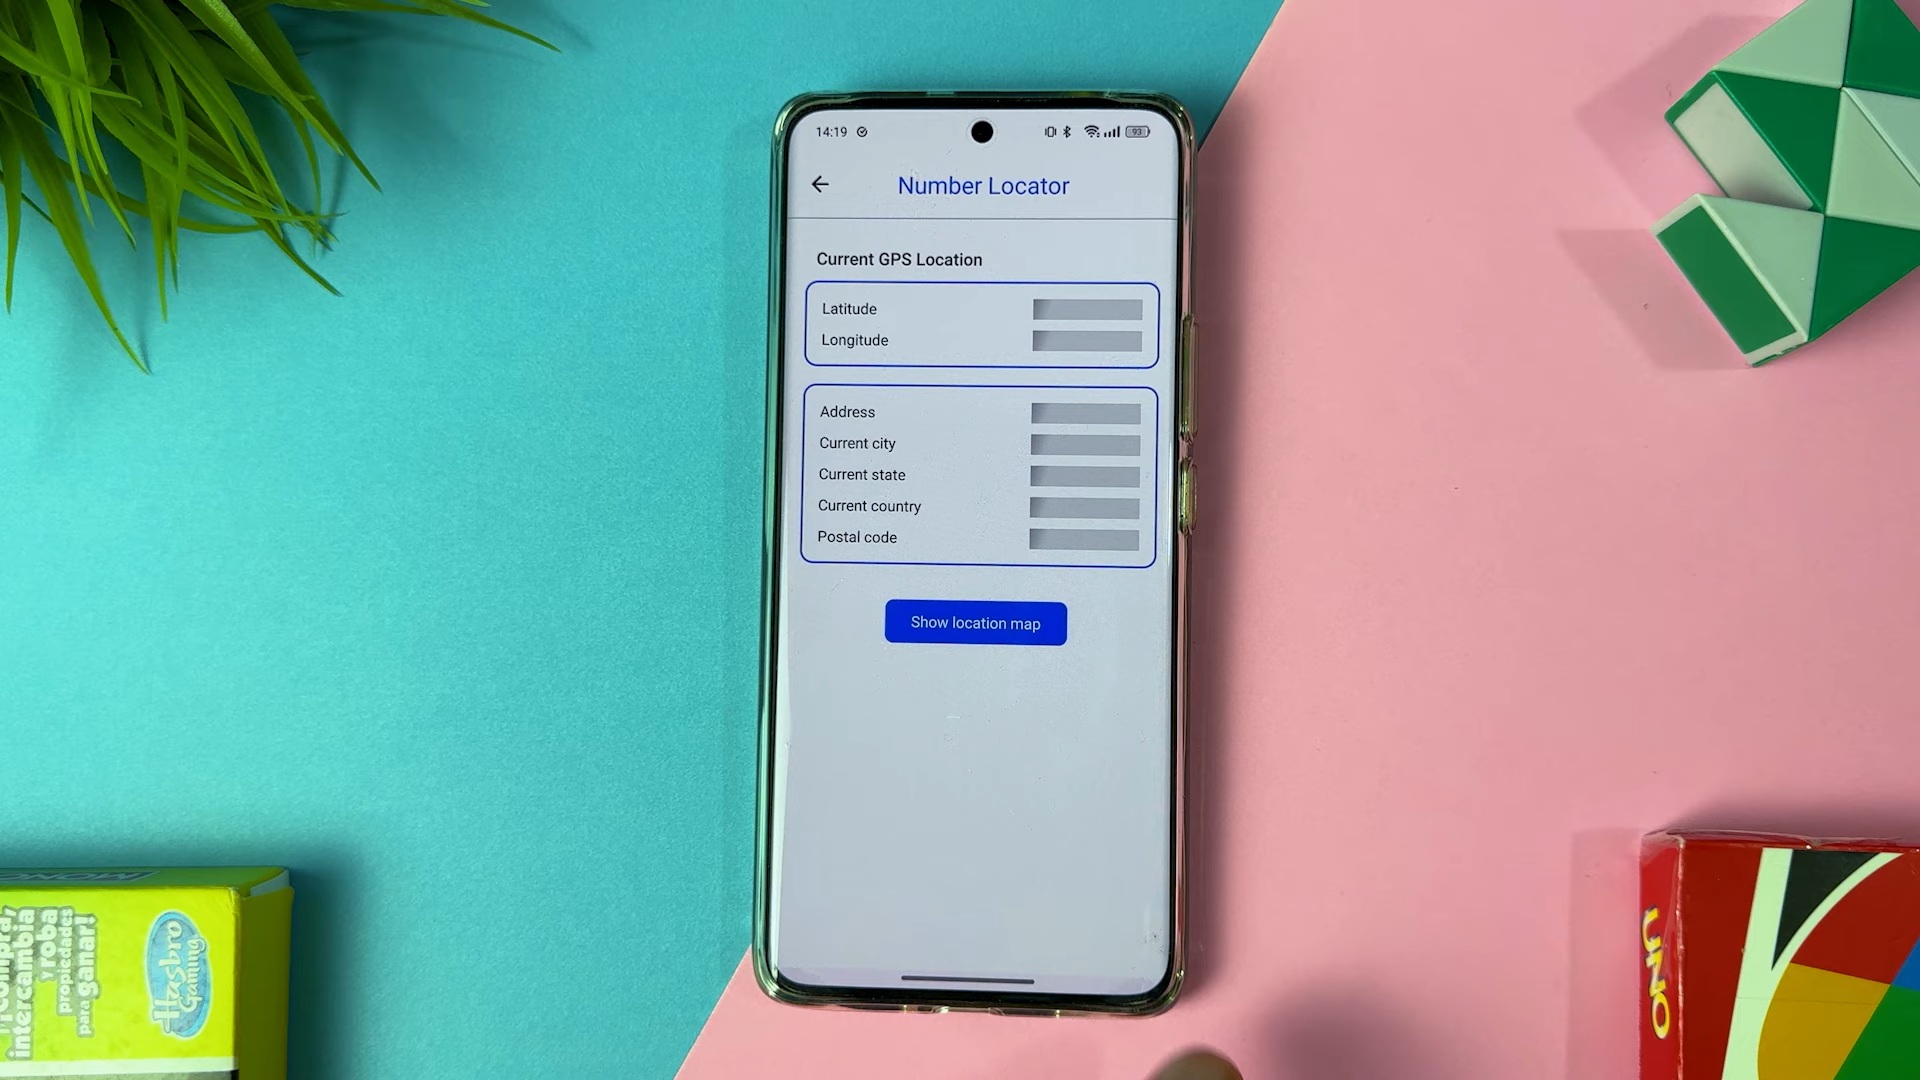 14:19
93
Number Locator
Current GPS Location
Latitude
Longitude
Address
Current city
Current state
Current country
Postal code
Show location map
intercambia
y roba
propiedades
para ganar!
Hasbro
Gaming
UNO